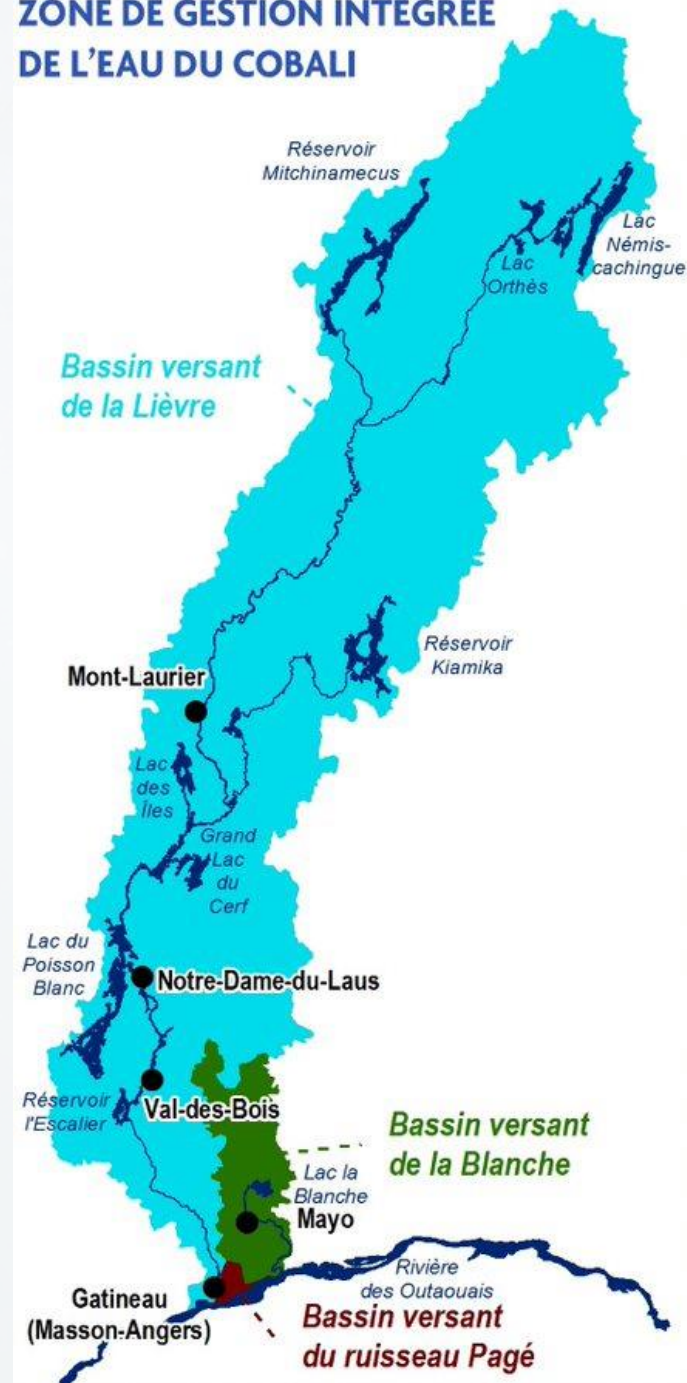 ZONE DE GESTION INTÉGRÉE
DE L'EAU DU COBALI
Réservoir
Mitchinamecus
Lac
Némis-
cachingue
Lac
Orthès
Bassin versant
de la Lièvre
Réservoir
Kiamika
Mont-Laurier
Lac
des
Îles
Grand
Lac
du
Cerf
Lac du
Poisson
Blanc
Notre-Dame-du-Laus
Réservoir
l'Escalier
Val-des-Bois
Bassin versant
de la Blanche
Lac la
Blanche
Mayo
Rivière
des Outaouais
Gatineau
(Masson-Angers)
Bassin versant
du ruisseau Pagé